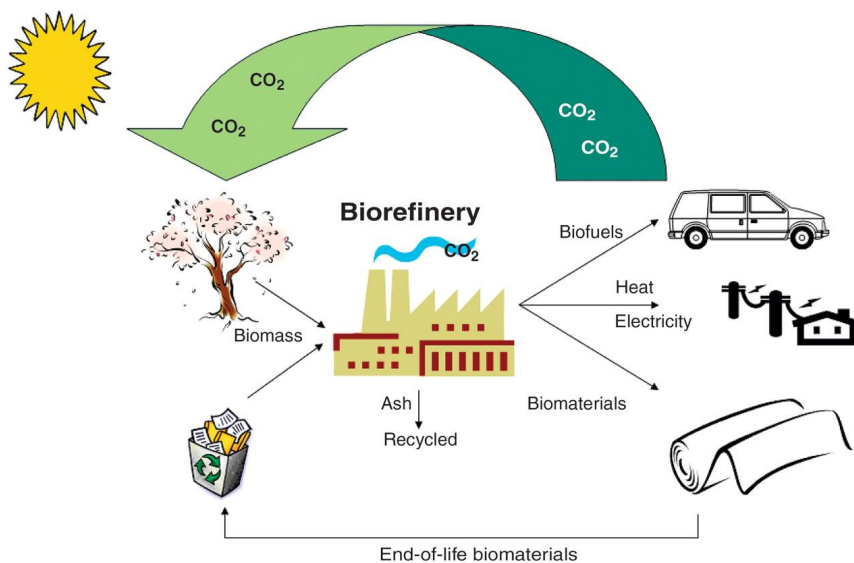 CO₂
CO₂
CO₂
CO₂
Biorefinery
CO₂
Biofuels
Heat
Electricity
Biomass
Biomaterials
Ash
Recycled
End-of-life biomaterials